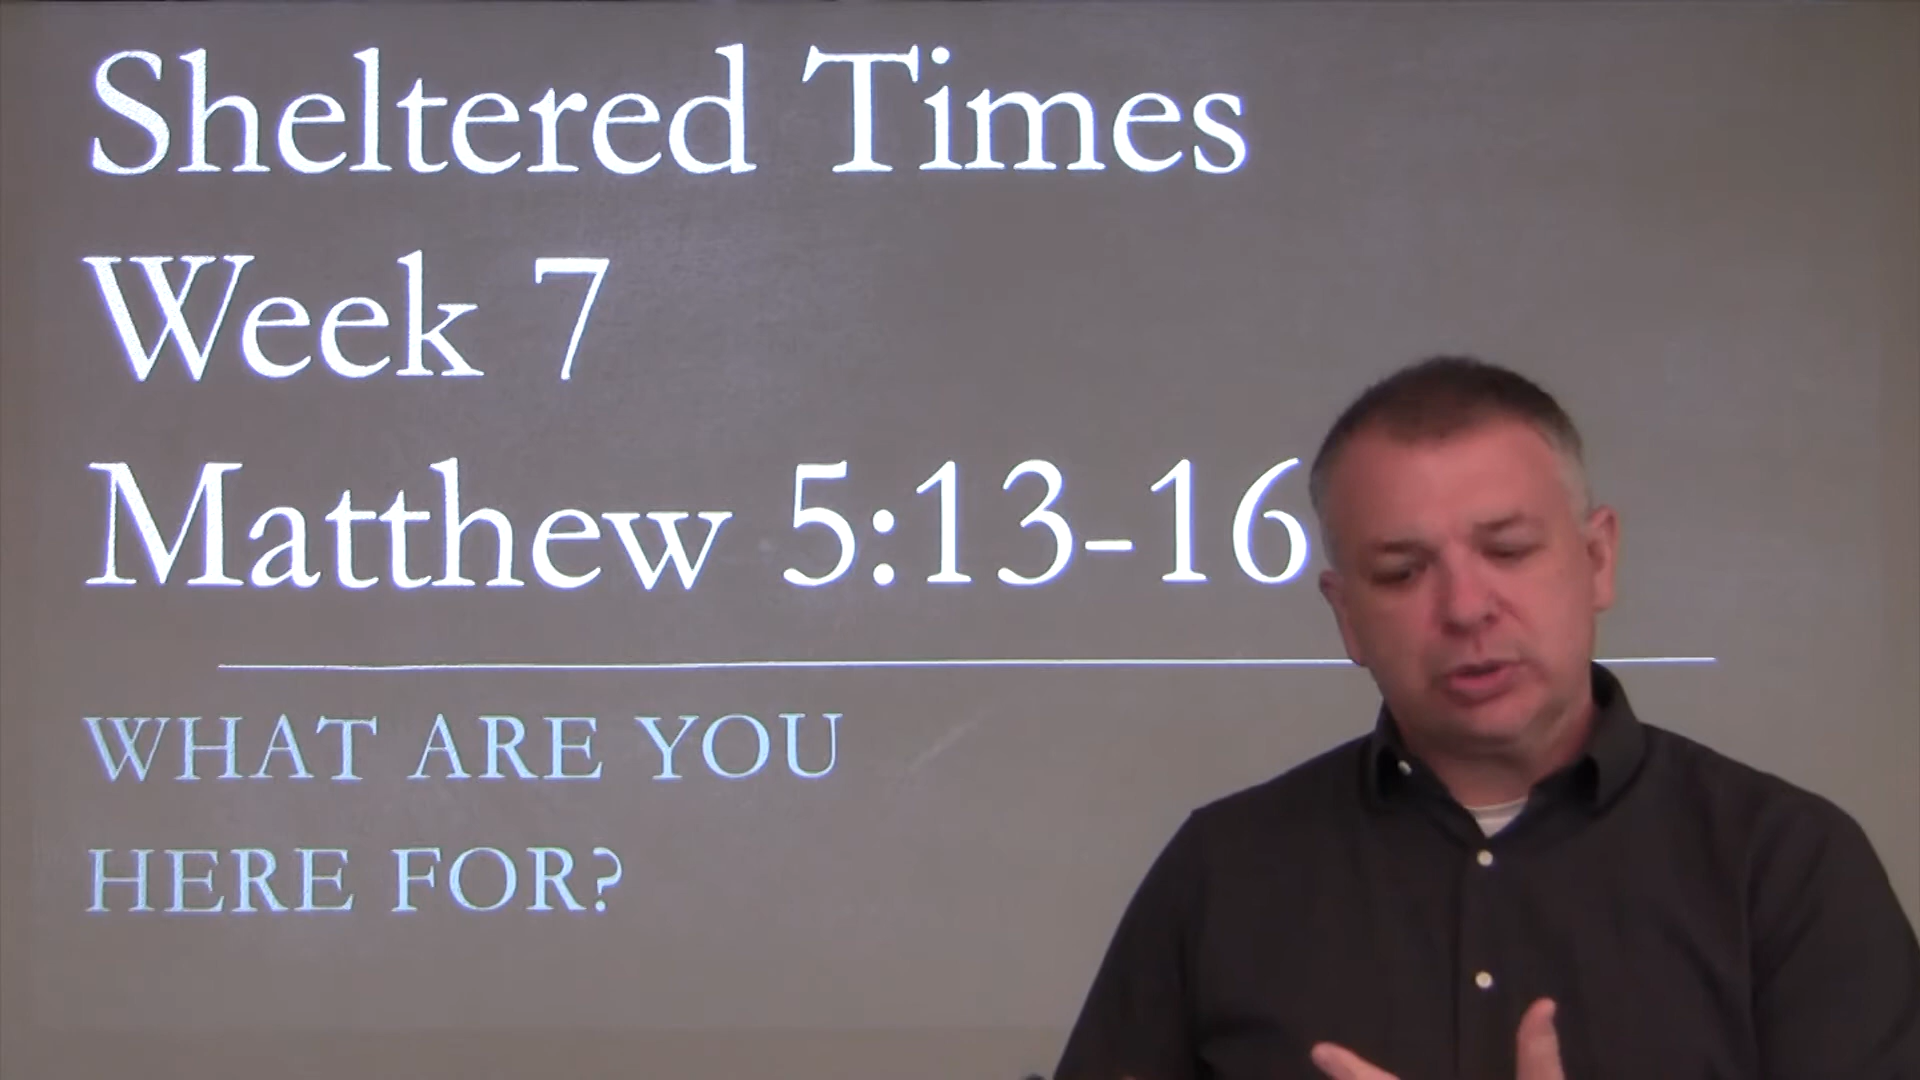 Sheltered Times
Week 7
Matthew 5:13-16
WHAT ARE YOU
HERE FOR?